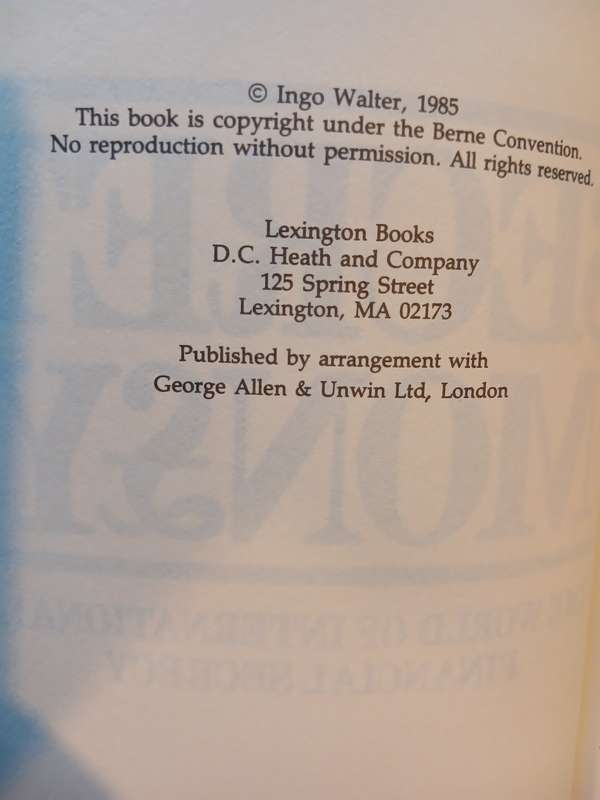 © Ingo Walter, 1985
This book is copyright under the Berne Convention.
No reproduction without permission. All rights reserved.
Lexington Books
D.C. Heath and Company
125 Spring Street
Lexington, MA 02173
Published by arrangement with
George Allen & Unwin Ltd, London